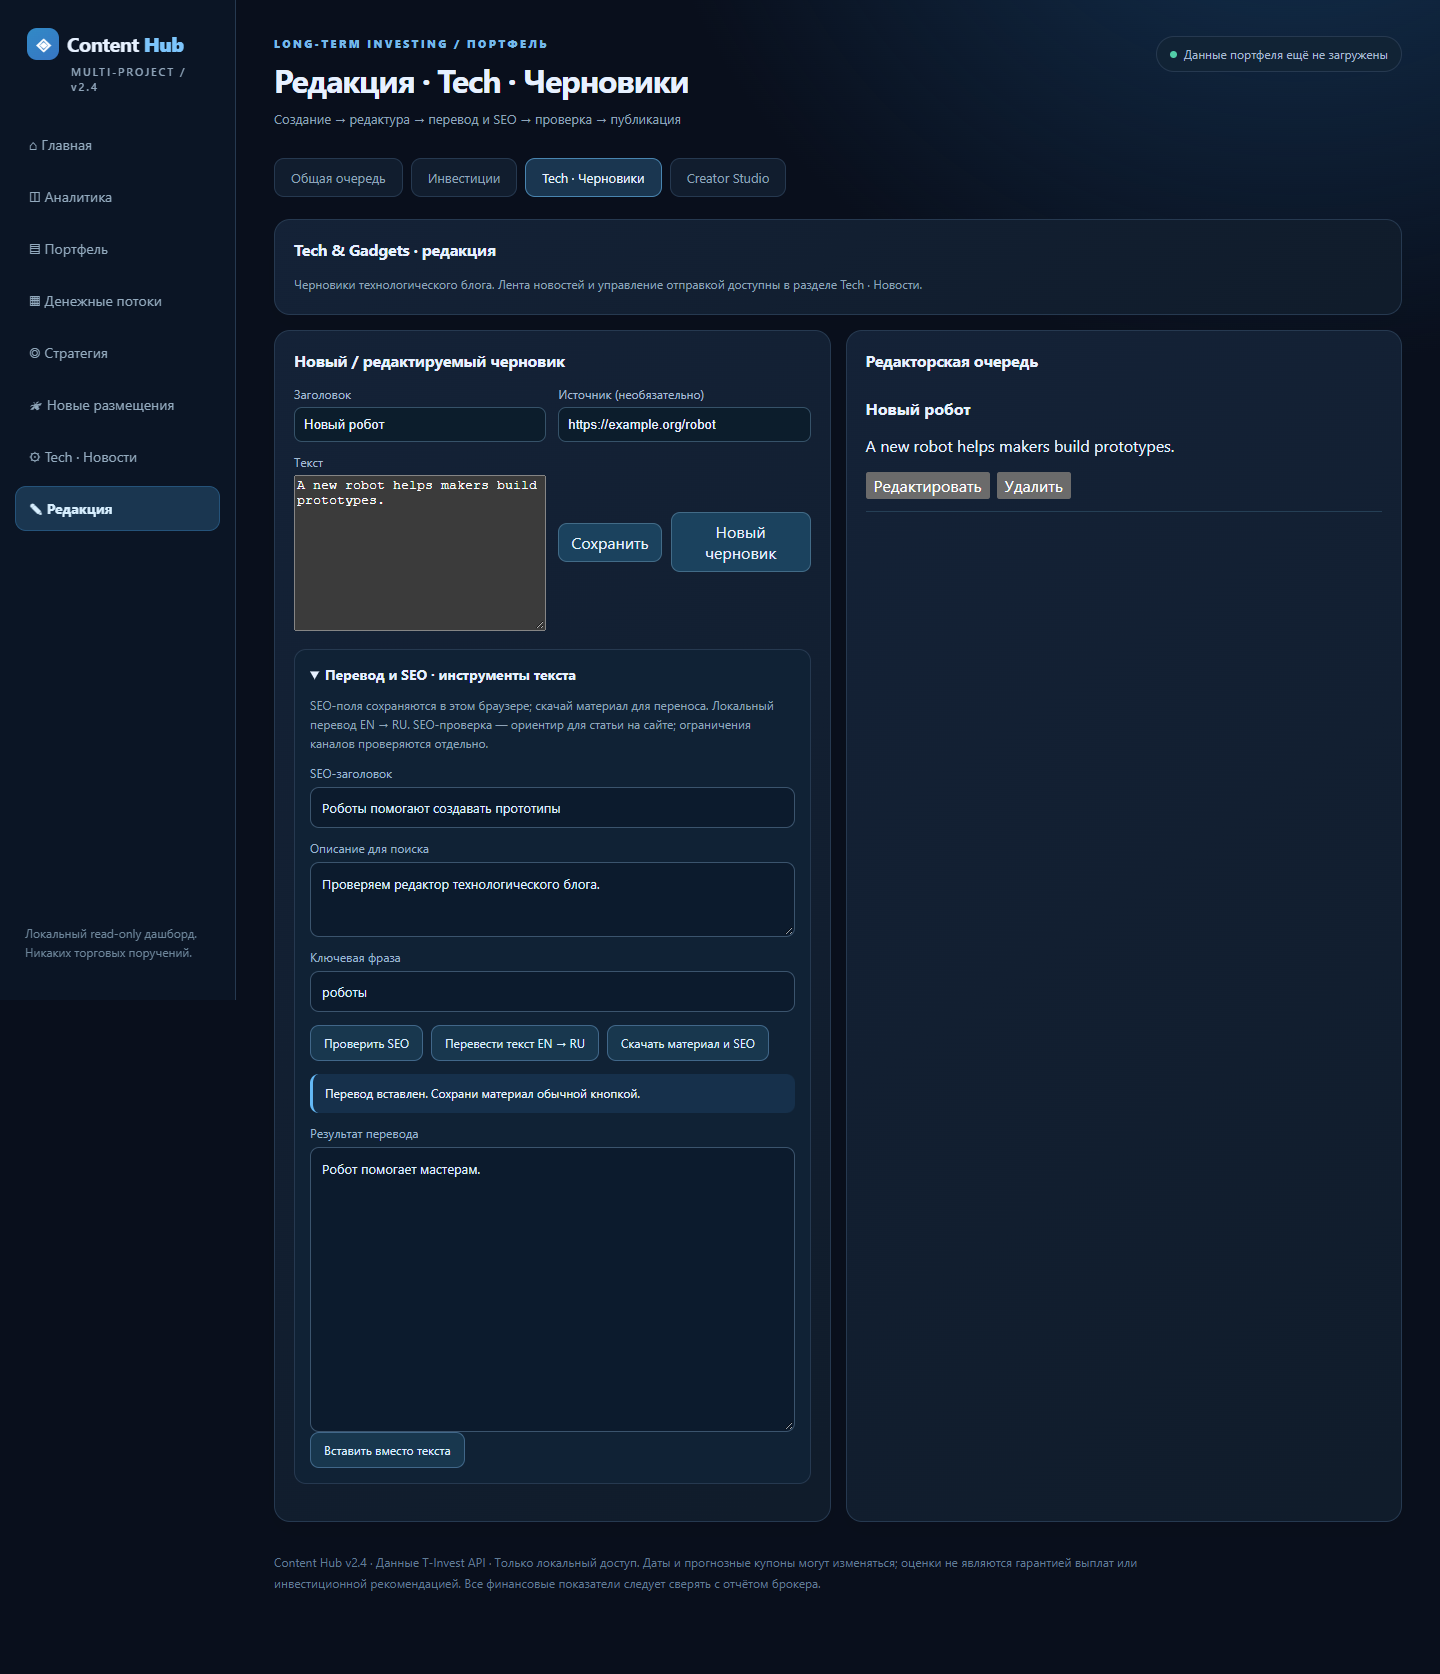 Content Hub
MULTI-PROJECT /
v2.4
Главная
Аналитика
Портфель
Денежные потоки
Стратегия
Новые размещения
Tech · Новости
Редакция
Локальный read-only дашборд.
Никаких торговых поручений.
LONG-TERM INVESTING / ПОРТФЕЛЬ
Редакция · Tech · Черновики
Создание → редактура → перевод и SEO → проверка → публикация
Данные портфеля ещё не загружены
Общая очередь
Инвестиции
Tech · Черновики
Creator Studio
Tech & Gadgets · редакция
Черновики технологического блога. Лента новостей и управление отправкой доступны в разделе Tech · Новости.
Новый / редактируемый черновик
Заголовок
Источник (необязательно)
Новый робот
https://example.org/robot
Текст
A new robot helps makers build
prototypes.
Сохранить
Новый
черновик
Перевод и SEO · инструменты текста
SEO-поля сохраняются в этом браузере; скачай материал для переноса. Локальный
перевод EN → RU. SEO-проверка — ориентир для статьи на сайте; ограничения
каналов проверяются отдельно.
SEO-заголовок
Роботы помогают создавать прототипы
Описание для поиска
Проверяем редактор технологического блога.
Ключевая фраза
роботы
Проверить SEO
Перевести текст EN → RU
Скачать материал и SEO
Перевод вставлен. Сохрани материал обычной кнопкой.
Результат перевода
Робот помогает мастерам.
Вставить вместо текста
Редакторская очередь
Новый робот
A new robot helps makers build prototypes.
Редактировать
Удалить
Content Hub v2.4 · Данные T-Invest API · Только локальный доступ. Даты и прогнозные купоны могут изменяться; оценки не являются гарантией выплат или
инвестиционной рекомендацией. Все финансовые показатели следует сверять с отчётом брокера.